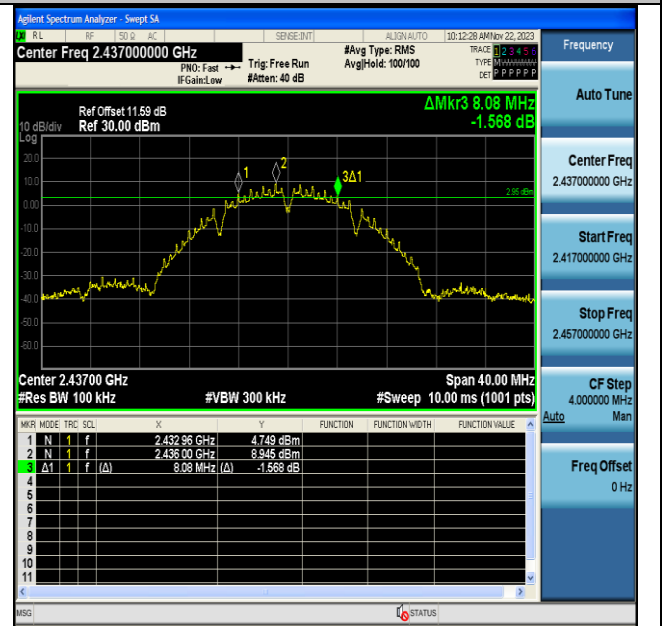 Agilent Spectrum Analyzer - Swept SA
RL RF 50 Ω AC SENSE:INT ALIGN AUTO 10:12:28 AM Nov 22, 2023
Center Freq 2.437000000 GHz
PNO: Fast
IFGain:Low
Trig: Free Run
#Atten: 40 dB
#Avg Type: RMS
Avg|Hold: 100/100
TRACE 1 2 3 4 5 6
TYPE M
DET P P P P P P
ΔMkr3 8.08 MHz
-1.568 dB
Ref Offset 11.59 dB
10 dB/div Ref 30.00 dBm
Log
20.0
10.0
0.00
-10.0
-20.0
-30.0
-40.0
-50.0
-60.0
1
2
3Δ1
2.95 dBm
Center 2.43700 GHz Span 40.00 MHz
#Res BW 100 kHz #VBW 300 kHz #Sweep 10.00 ms (1001 pts)
MKR MODE TRC SCL X Y FUNCTION FUNCTION WIDTH FUNCTION VALUE
1 N 1 f 2.432 96 GHz 4.749 dBm
2 N 1 f 2.436 00 GHz 8.945 dBm
3 Δ1 1 f (Δ) 8.08 MHz (Δ) -1.568 dB
4
5
6
7
8
9
10
11
MSG STATUS
Frequency
Auto Tune
Center Freq
2.437000000 GHz
Start Freq
2.417000000 GHz
Stop Freq
2.457000000 GHz
CF Step
4.000000 MHz
Auto Man
Freq Offset
0 Hz